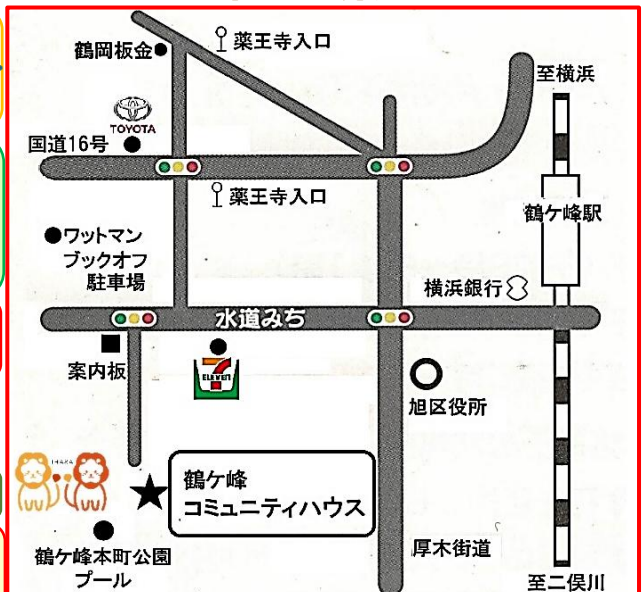 薬王寺入口
鶴岡板金
至横浜
TOYOTA
国道16号
薬王寺入口
鶴ケ峰駅
ワットマン
ブックオフ
駐車場
横浜銀行
水道みち
案内板
7
ELEVEN
旭区役所
鶴ケ峰
コミュニティハウス
鶴ケ峰本町公園
プール
厚木街道
至二俣川